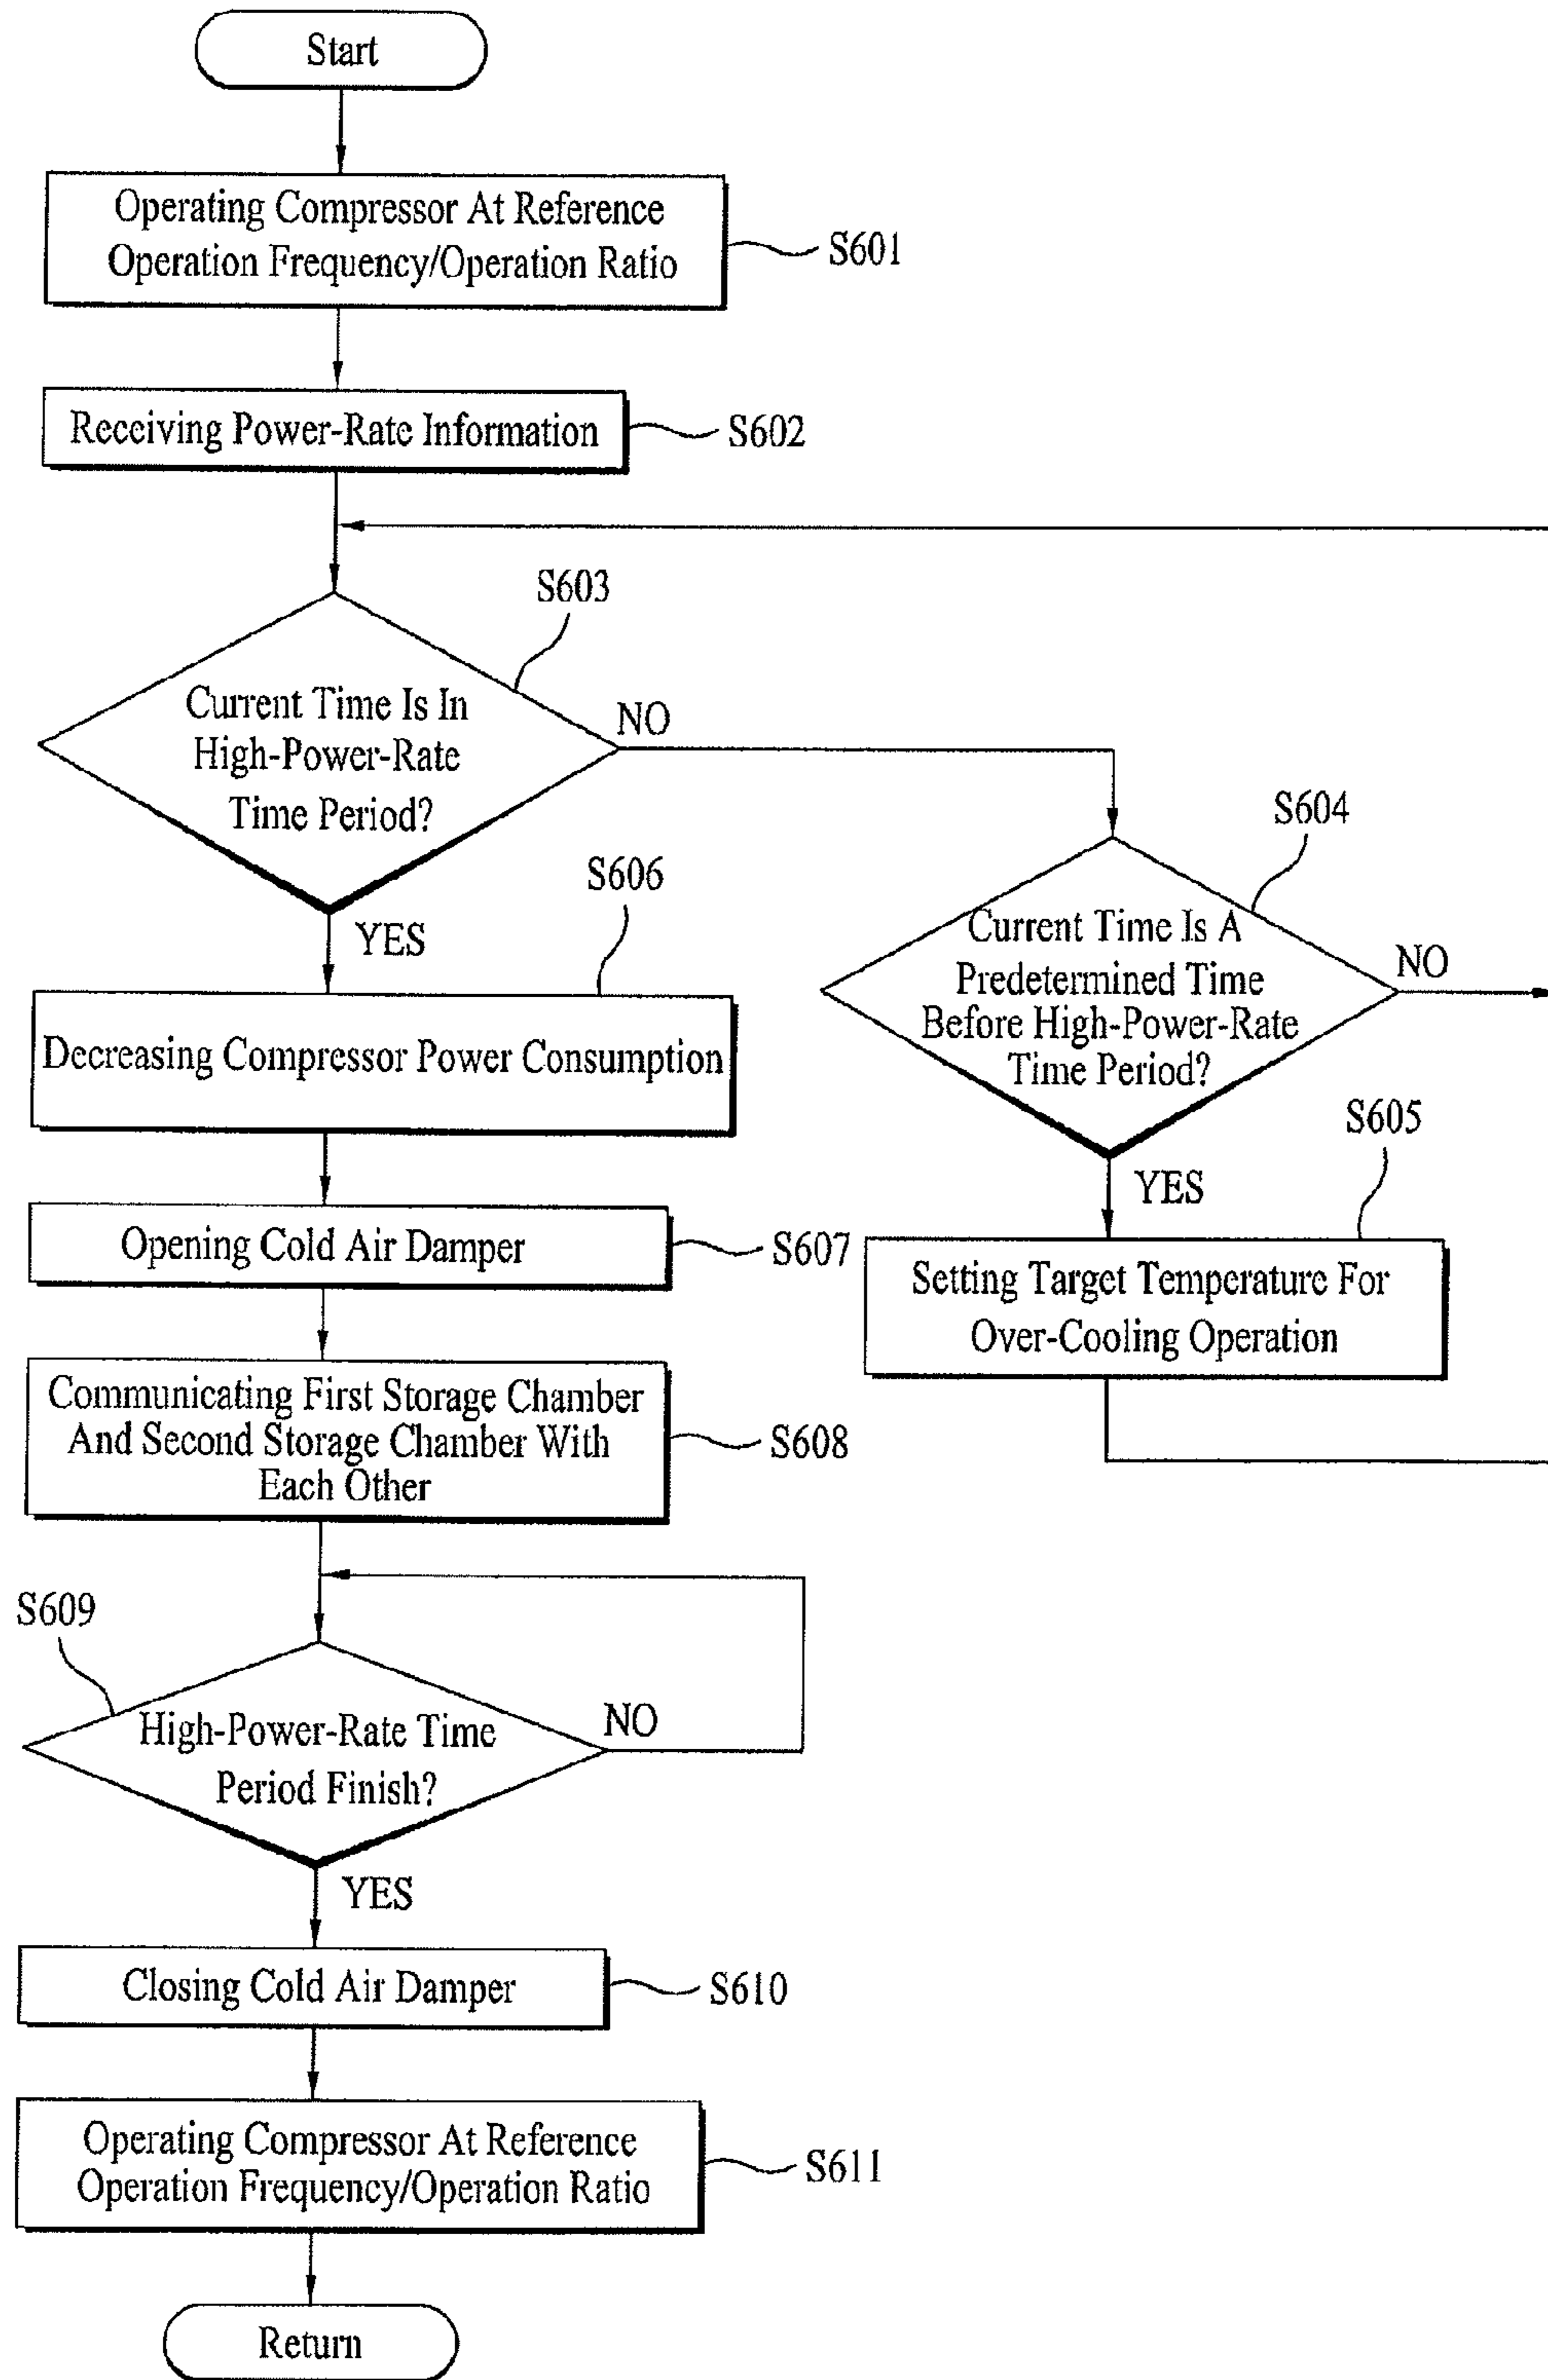 Start
Operating Compressor At Reference
Operation Frequency/Operation Ratio
S601
Receiving Power-Rate Information
S602
S603
Current Time Is In
High-Power-Rate
Time Period?
NO
YES
S604
Current Time Is A
Predetermined Time
Before High-Power-Rate
Time Period?
NO
YES
S605
Setting Target Temperature For
Over-Cooling Operation
S606
Decreasing Compressor Power Consumption
Opening Cold Air Damper
S607
Communicating First Storage Chamber
And Second Storage Chamber With
Each Other
S608
S609
High-Power-Rate Time
Period Finish?
NO
YES
Closing Cold Air Damper
S610
Operating Compressor At Reference
Operation Frequency/Operation Ratio
S611
Return